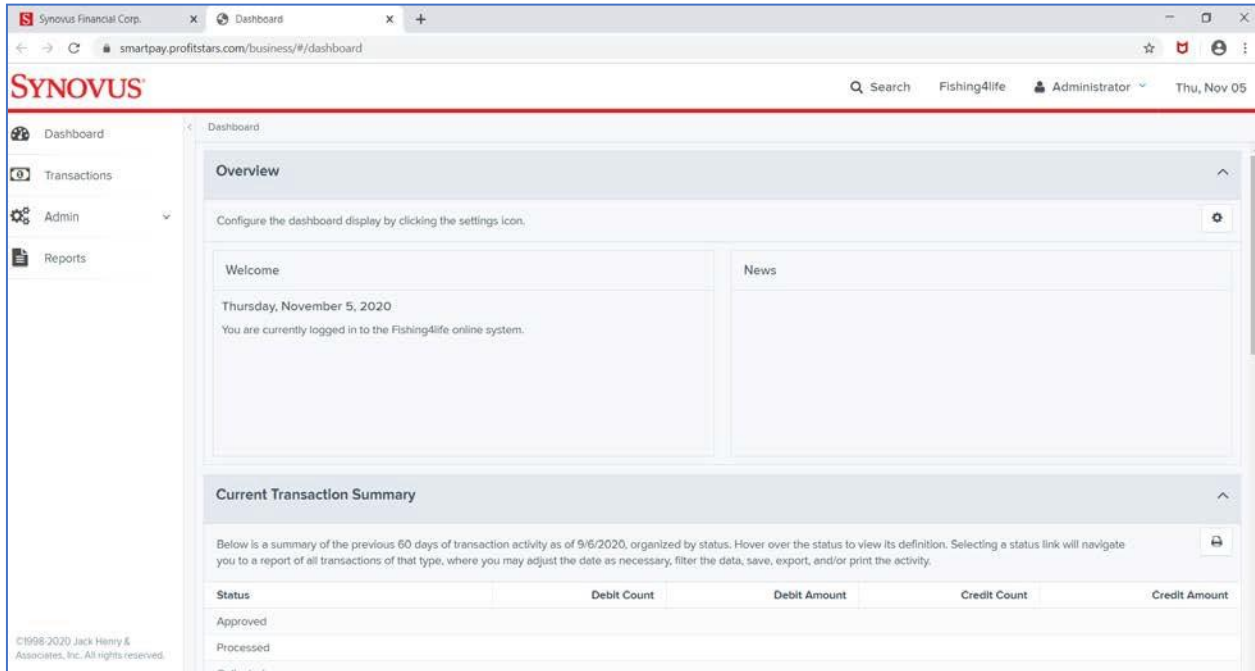 Synovus Financial Corp.
Dashboard
smartpay.profitstars.com/business/#/dashboard
SYNOVUS
Search Fishing4life Administrator Thu, Nov 05
Dashboard
Transactions
Admin
Reports
Dashboard
Overview
Configure the dashboard display by clicking the settings icon.
Welcome
Thursday, November 5, 2020
You are currently logged in to the Fishing4life online system.
News
Current Transaction Summary
Below is a summary of the previous 60 days of transaction activity as of 9/6/2020, organized by status. Hover over the status to view its definition. Selecting a status link will navigate
you to a report of all transactions of that type, where you may adjust the date as necessary, filter the data, save, export, and/or print the activity.
Status Debit Count Debit Amount Credit Count Credit Amount
Approved
Processed
©1998-2020 Jack Henry &
Associates, Inc. All rights reserved.